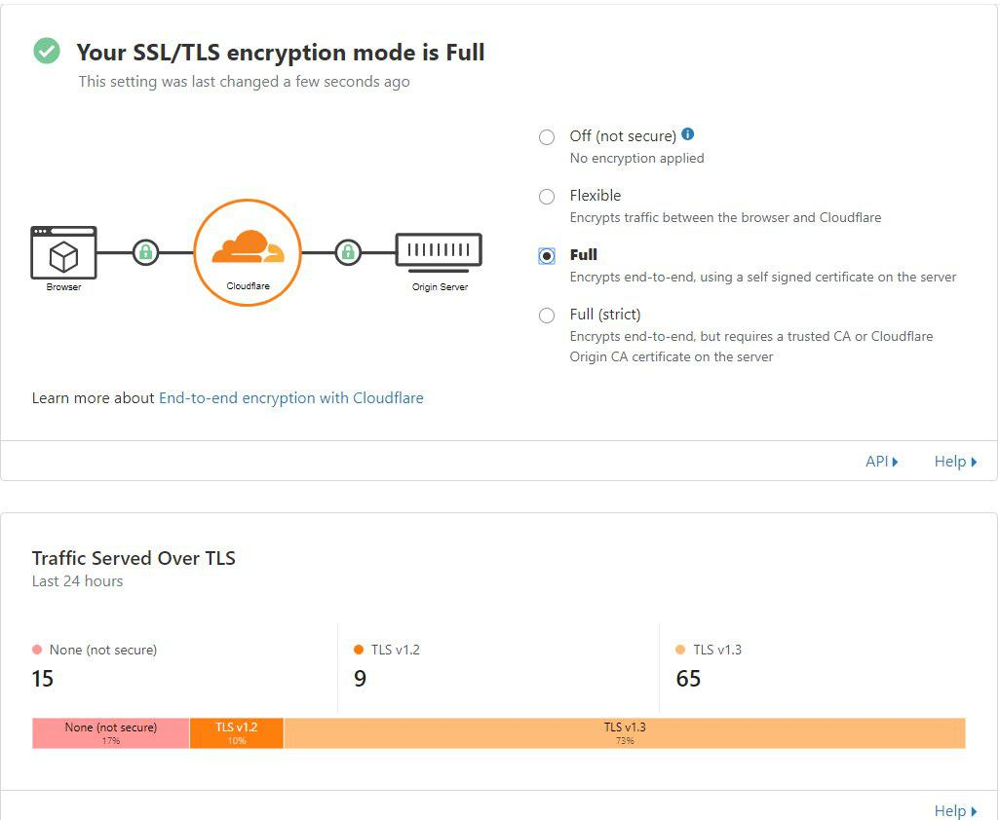 Your SSL/TLS encryption mode is Full
This setting was last changed a few seconds ago
Off (not secure)
No encryption applied
Flexible
Encrypts traffic between the browser and Cloudflare
Full
Encrypts end-to-end, using a self signed certificate on the server
Full (strict)
Encrypts end-to-end, but requires a trusted CA or Cloudflare
Origin CA certificate on the server
Browser
Cloudflare
Origin Server
Learn more about End-to-end encryption with Cloudflare
API
Help
Traffic Served Over TLS
Last 24 hours
None (not secure)
15
TLS v1.2
9
TLS v1.3
65
None (not secure)
17%
TLS v1.2
10%
TLS v1.3
73%
Help